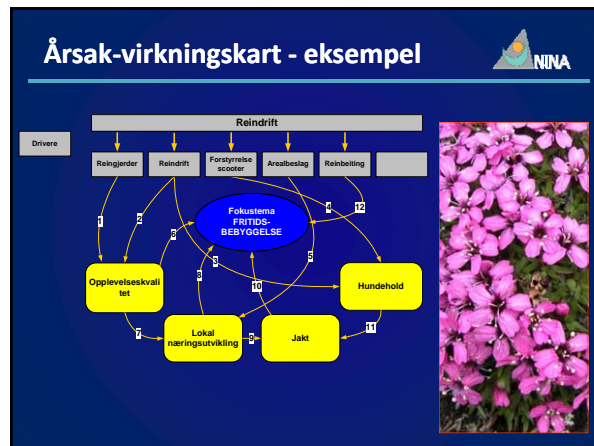 Årsak-virkningskart - eksempel
NINA
Reindrift
Drivere
Reingjerder
Reindrift
Forstyrrelse
scooter
Arealbeslag
Reinbeiting
1
2
4
12
Fokustema
FRITIDS-
BEBYGGELSE
6
3
5
8
10
Opplevelseskvali
tet
Hundehold
7
Lokal
næringsutvikling
9
Jakt
11